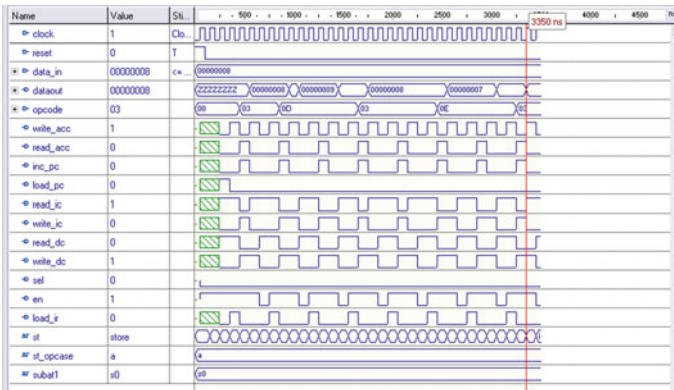 Name Value Sti... 500 1000 1500 2000 2500 3000 4000 4500
3350 ns
clock 1 Clo...
reset 0 T
data_in 00000008 <= ... 00000008
dataout 00000008 ZZZZZZZZ 00000008 00000009 00000008 00000007
opcode 03 00 03 0D 03 0E
write_acc 1
read_acc 0
inc_pc 0
load_pc 0
read_ic 1
write_ic 0
read_dc 0
write_dc 1
sel 0
en 1
load_ir 0
st store
st_opcase a a
subat1 s0 s0